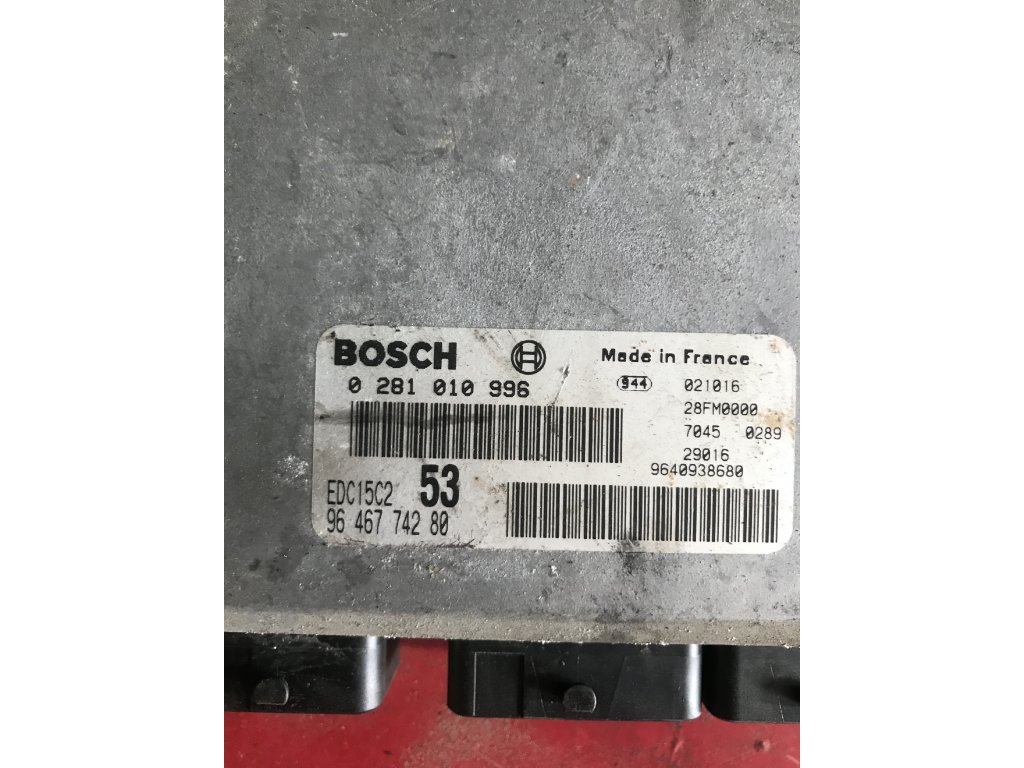 BOSCH
Made in France
0 281 010 996
944 021016
28FM0000
7045 0289
29016
9640938680
EDC15C2 53
96 467 742 80